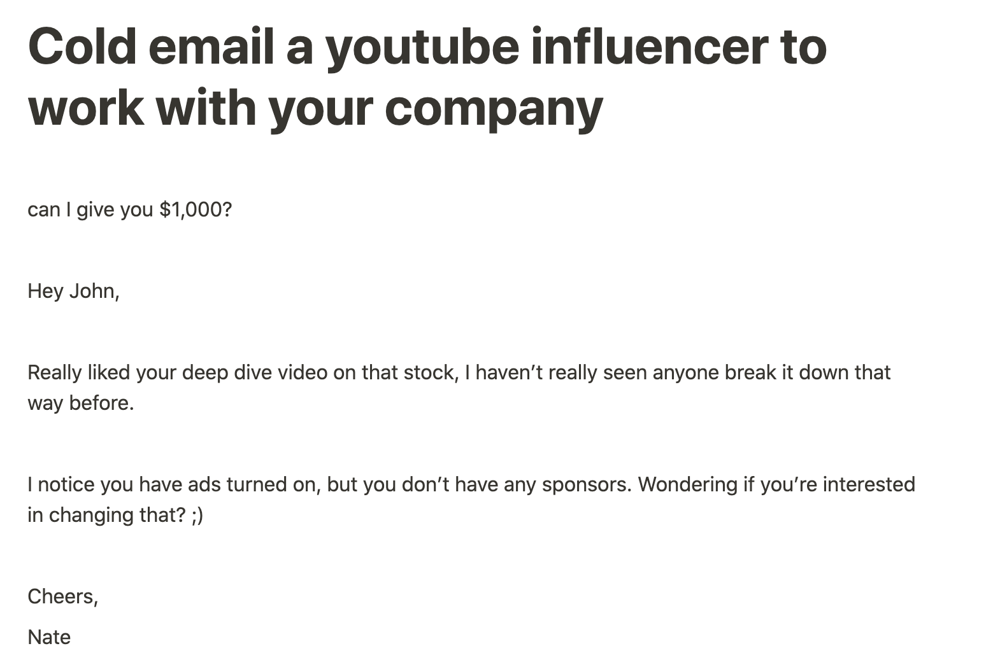 Cold email a youtube influencer to
work with your company
can I give you $1,000?
Hey John,
Really liked your deep dive video on that stock, I haven’t really seen anyone break it down that
way before.
I notice you have ads turned on, but you don’t have any sponsors. Wondering if you’re interested
in changing that? ;)
Cheers,
Nate